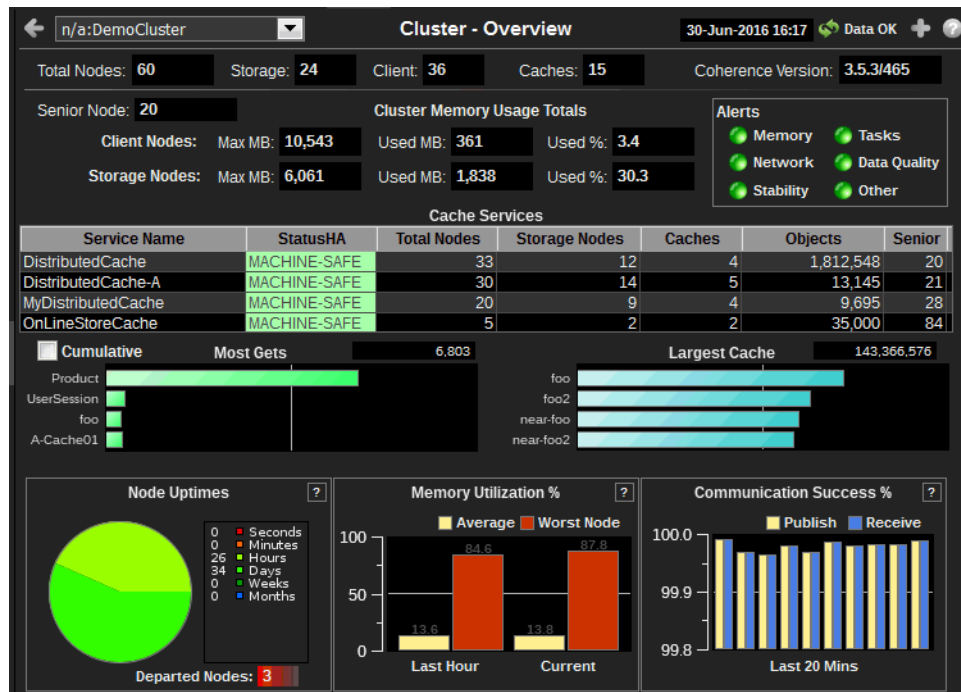 n/a:DemoCluster Cluster - Overview 30-Jun-2016 16:17 Data OK + ?
Total Nodes: 60 Storage: 24 Client: 36 Caches: 15 Coherence Version: 3.5.3/465
Senior Node: 20 Cluster Memory Usage Totals Alerts
Client Nodes: Max MB: 10,543 Used MB: 361 Used %: 3.4 Memory Tasks
Storage Nodes: Max MB: 6,061 Used MB: 1,838 Used %: 30.3 Network Data Quality
Stability Other
Cache Services
Service Name StatusHA Total Nodes Storage Nodes Caches Objects Senior
DistributedCache MACHINE-SAFE 33 12 4 1,812,548 20
DistributedCache-A MACHINE-SAFE 30 14 5 13,145 21
MyDistributedCache MACHINE-SAFE 20 9 4 9,695 28
OnLineStoreCache MACHINE-SAFE 5 2 2 35,000 84
Cumulative Most Gets 6,803 Largest Cache 143,366,576
Product foo
UserSession foo2
foo near-foo
A-Cache01 near-foo2
Node Uptimes ? Memory Utilization % ? Communication Success % ?
0 Seconds
0 Minutes
26 Hours
34 Days
0 Weeks
0 Months
Departed Nodes: 3
Average Worst Node
100
84.6 87.8
50
13.6 13.8
0
Last Hour Current
Publish Receive
100.0
99.9
99.8
Last 20 Mins